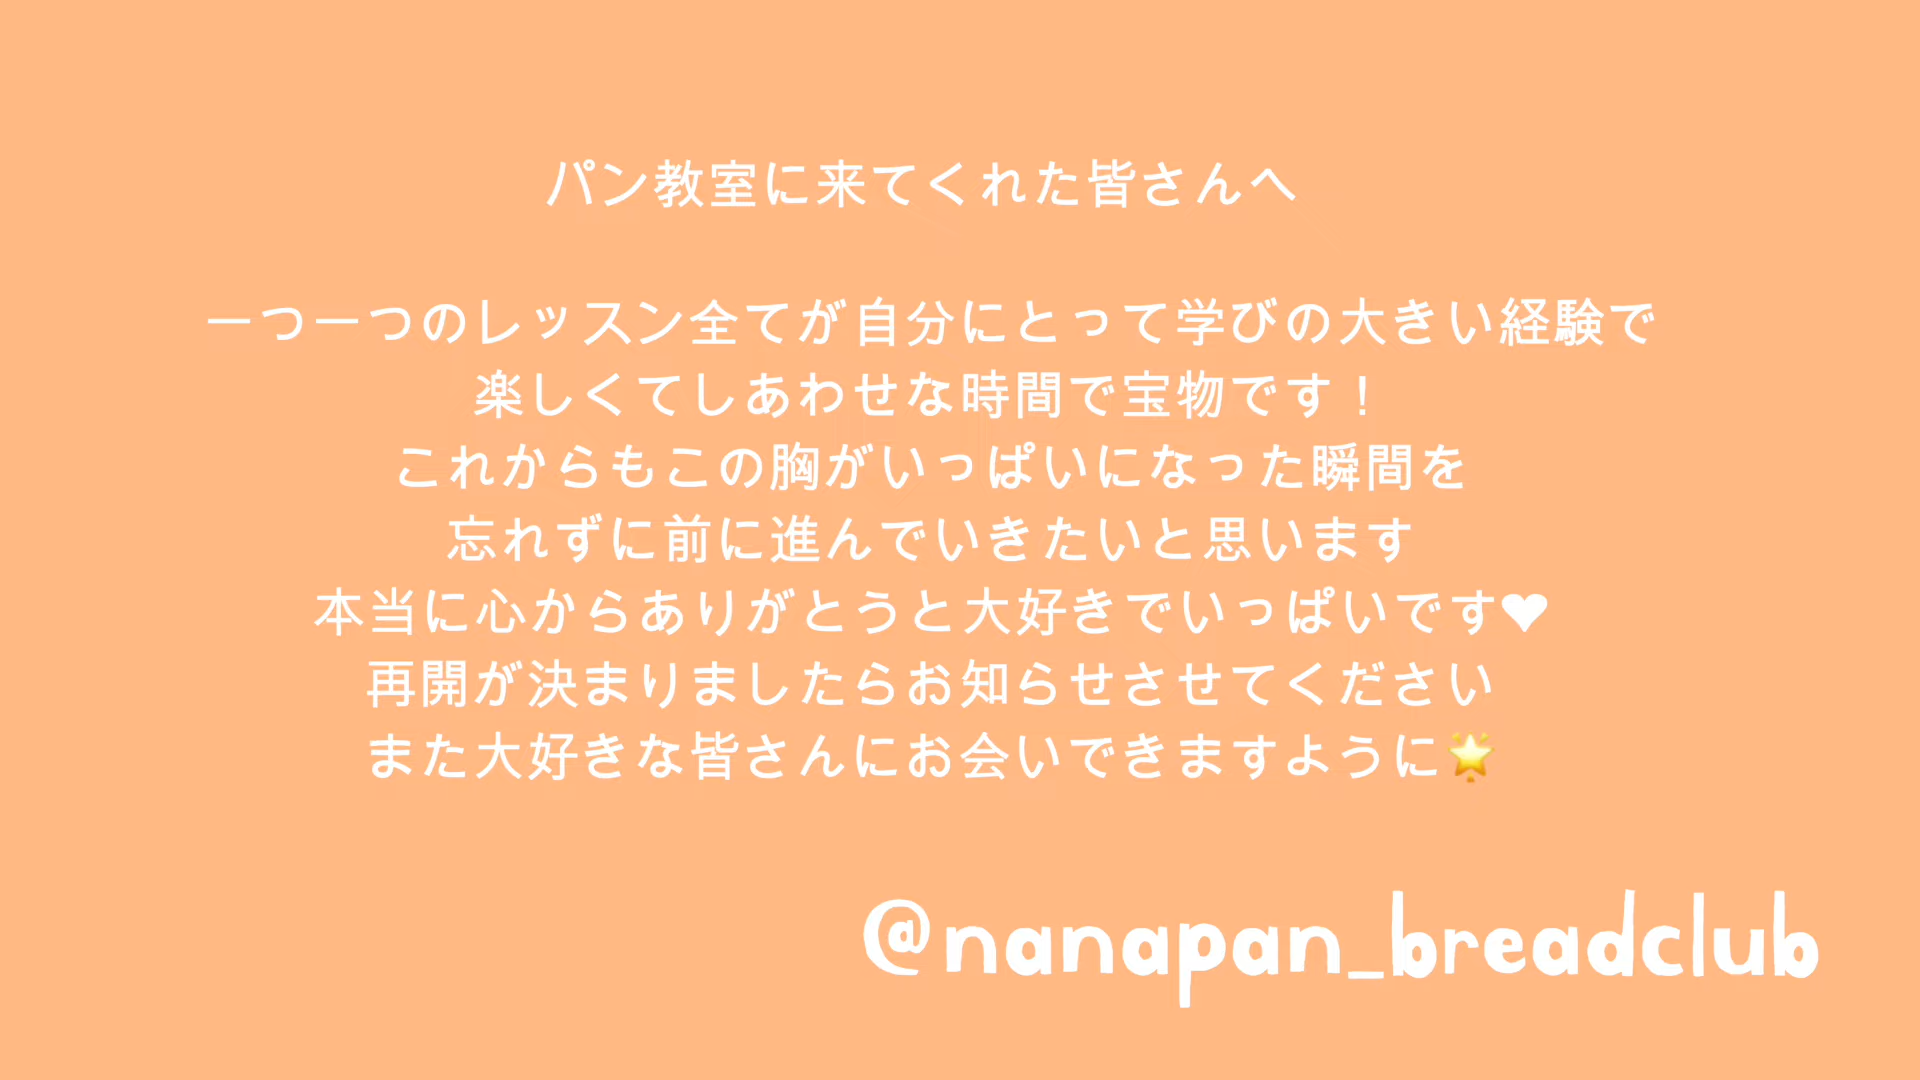 パン教室に来てくれた皆さんへ
一つ一つのレッスン全てが自分にとって学びの大きい経験で
楽しくてしあわせな時間で宝物です！
これからもこの胸がいっぱいになった瞬間を
忘れずに前に進んでいきたいと思います
本当に心からありがとうと大好きでいっぱいです❤
再開が決まりましたらお知らせさせてください
また大好きな皆さんにお会いできますように🌟
@nanapan_breadclub